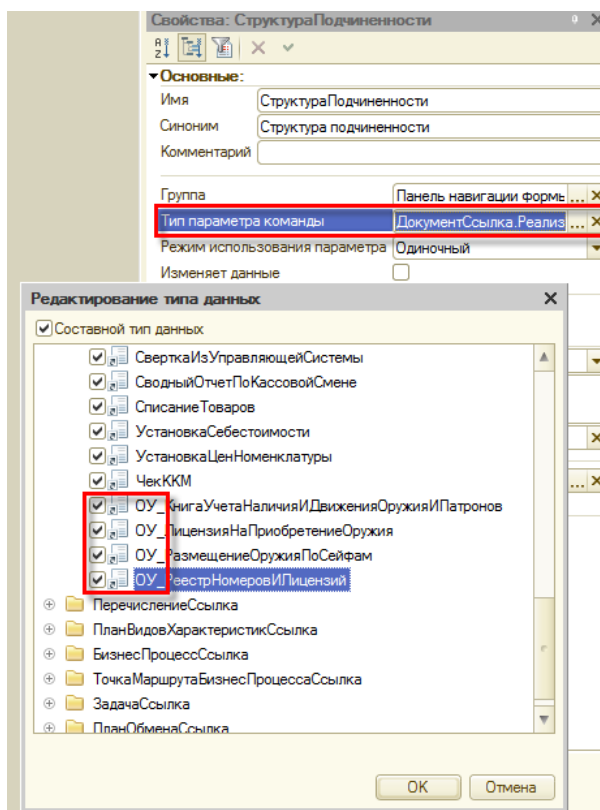 Свойства: СтруктураПодчиненности
Основные:
Имя СтруктураПодчиненности
Синоним Структура подчиненности
Комментарий
Группа Панель навигации формы ...
Тип параметра команды ДокументСсылка.Реализ ...
Режим использования параметра Одиночный
Изменяет данные
Редактирование типа данных
Составной тип данных
СверткаИзУправляющейСистемы
СводныйОтчетПоКассовойСмене
СписаниеТоваров
УстановкаСебестоимости
УстановкаЦенНоменклатуры
ЧекККМ
ОУ_КнигаУчетаНаличияИДвиженияОружияИПатронов
ОУ_ЛицензияНаПриобретениеОружия
ОУ_РазмещениеОружияПоСейфам
ОУ_РеестрНомеровИЛицензий
ПеречислениеСсылка
ПланВидовХарактеристикСсылка
БизнесПроцессСсылка
ТочкаМаршрутаБизнесПроцессаСсылка
ЗадачаСсылка
ПланОбменаСсылка
...
OK Отмена